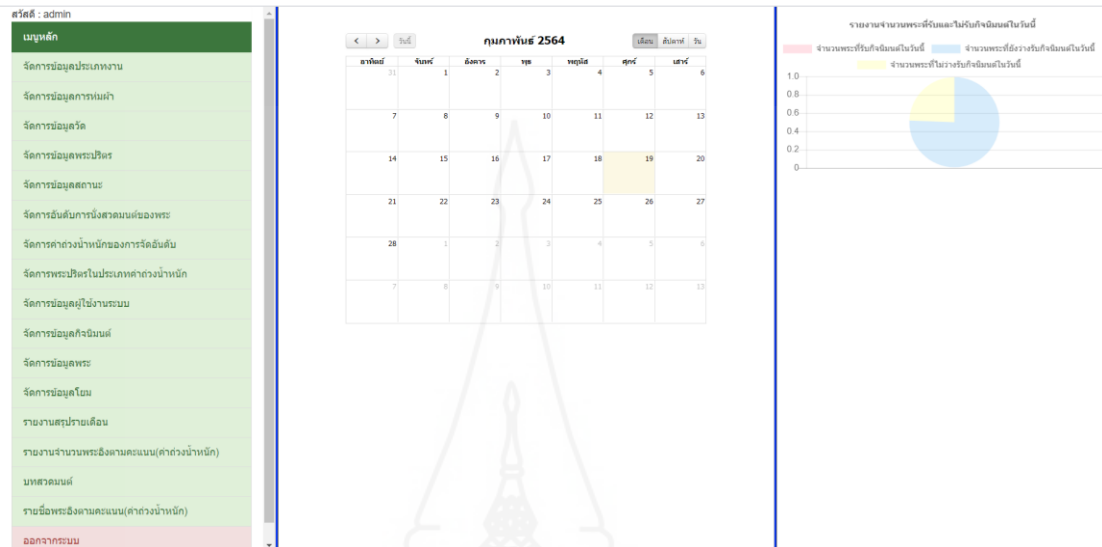 สวัสดี : admin
เมนูหลัก
จัดการข้อมูลประเภทงาน
จัดการข้อมูลการห่มผ้า
จัดการข้อมูลวัด
จัดการข้อมูลพระปริตร
จัดการข้อมูลสถานะ
จัดการอันดับการนั่งสวดมนต์ของพระ
จัดการค่าถ่วงน้ำหนักของการจัดอันดับ
จัดการพระปริตรในประเภทค่าถ่วงน้ำหนัก
จัดการข้อมูลผู้ใช้งานระบบ
จัดการข้อมูลกิจนิมนต์
จัดการข้อมูลพระ
จัดการข้อมูลโยม
รายงานสรุปรายเดือน
รายงานจำนวนพระอิงตามคะแนน(ค่าถ่วงน้ำหนัก)
บทสวดมนต์
รายชื่อพระอิงตามคะแนน(ค่าถ่วงน้ำหนัก)
ออกจากระบบ
วันนี้ กุมภาพันธ์ 2564 เดือน สัปดาห์ วัน
อาทิตย์ จันทร์ อังคาร พุธ พฤหัส ศุกร์ เสาร์
31 1 2 3 4 5 6
7 8 9 10 11 12 13
14 15 16 17 18 19 20
21 22 23 24 25 26 27
28 1 2 3 4 5 6
7 8 9 10 11 12 13
รายงานจำนวนพระที่รับและไม่รับกิจนิมนต์ในวันนี้
จำนวนพระที่รับกิจนิมนต์ในวันนี้ จำนวนพระที่ยังว่างรับกิจนิมนต์ในวันนี้
จำนวนพระที่ไม่ว่างรับกิจนิมนต์ในวันนี้
1.0
0.8
0.6
0.4
0.2
0